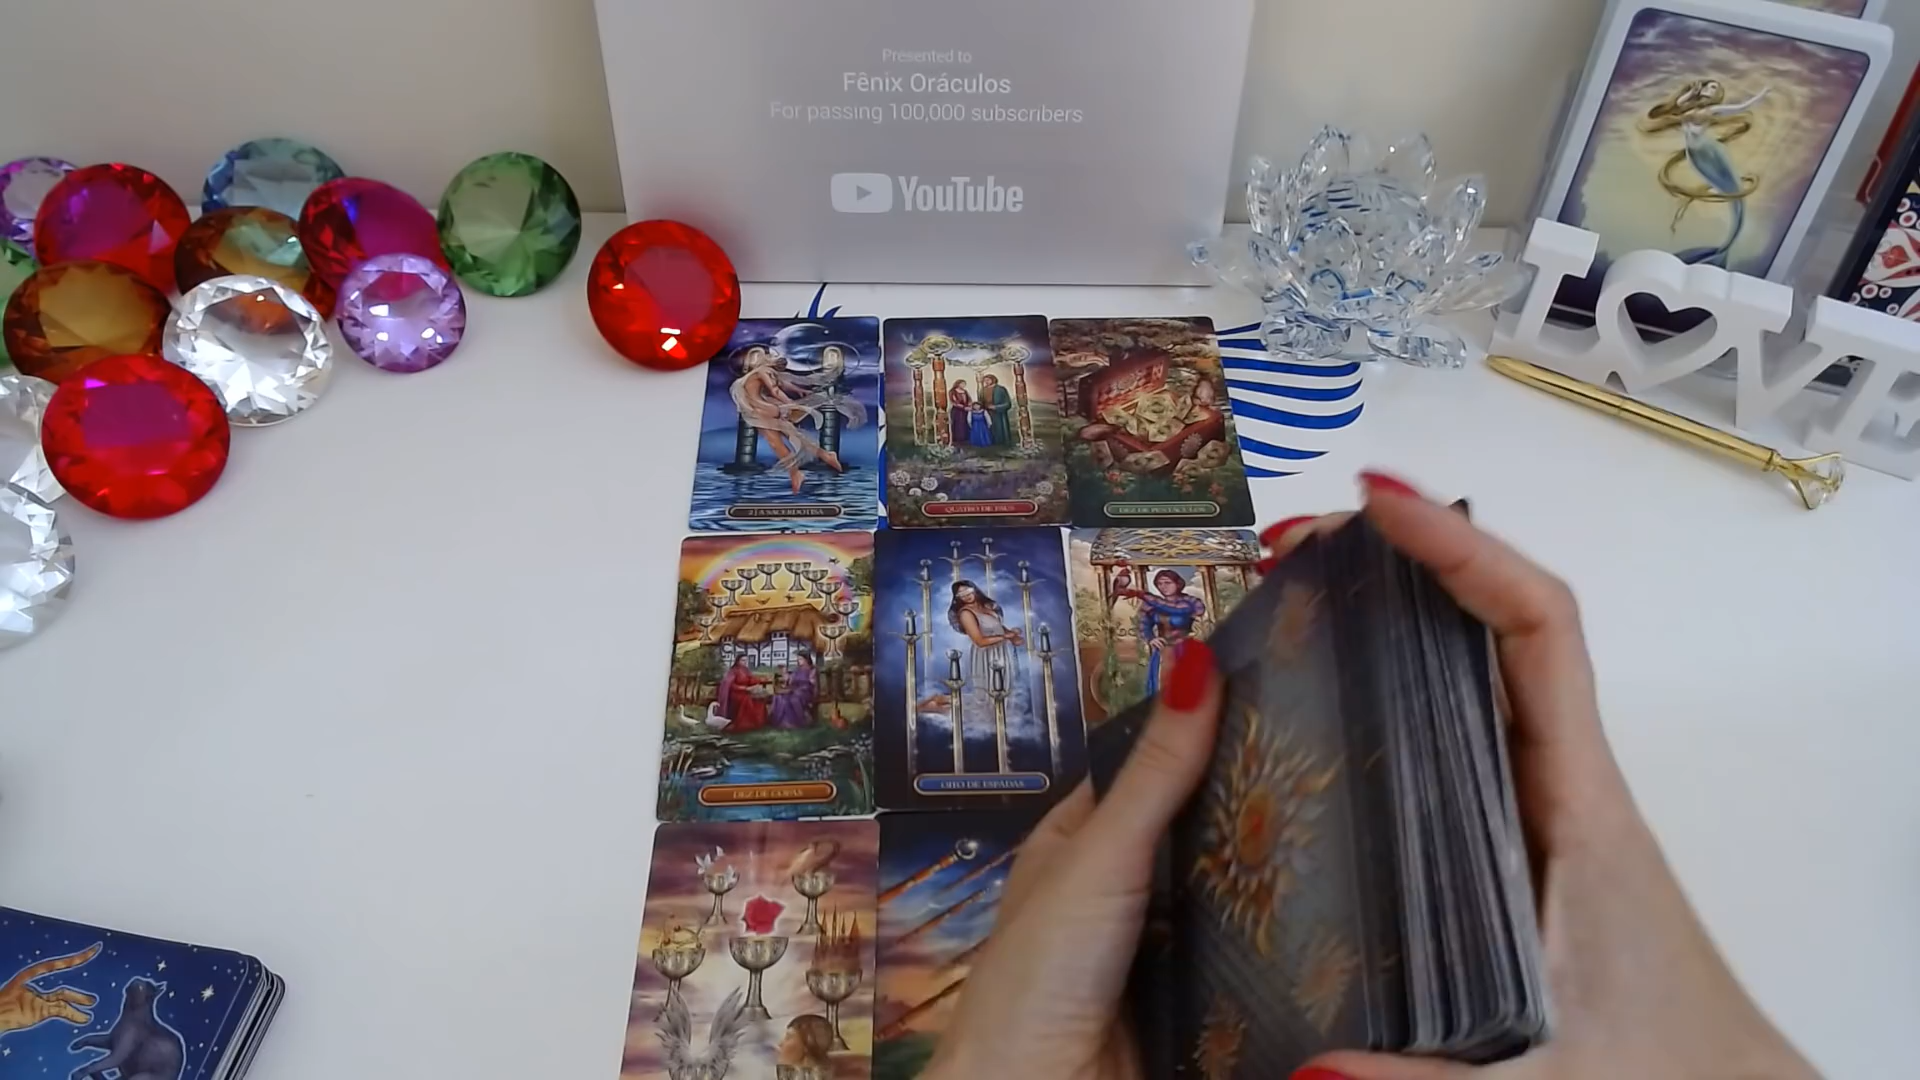 Presented to
Fênix Oráculos
For passing 100,000 subscribers
YouTube
LOVE
2 | A SACERDOTISA
QUATRO DE PAUS
DEZ DE PENTÁCULOS
DEZ DE COPAS
OITO DE ESPADAS